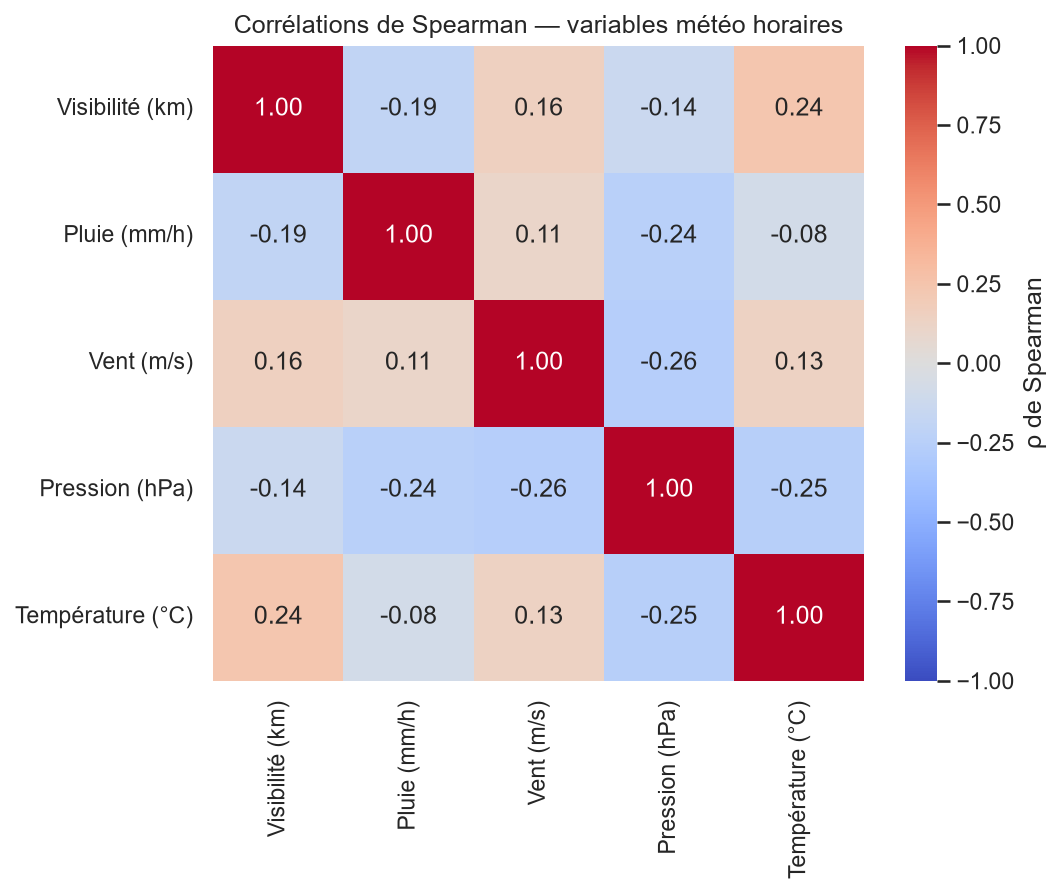 Corrélations de Spearman — variables météo horaires
Visibilité (km) 1.00 -0.19 0.16 -0.14 0.24
Pluie (mm/h) -0.19 1.00 0.11 -0.24 -0.08
Vent (m/s) 0.16 0.11 1.00 -0.26 0.13
Pression (hPa) -0.14 -0.24 -0.26 1.00 -0.25
Température (°C) 0.24 -0.08 0.13 -0.25 1.00
Visibilité (km)
Pluie (mm/h)
Vent (m/s)
Pression (hPa)
Température (°C)
1.00
0.75
0.50
0.25
0.00
−0.25
−0.50
−0.75
−1.00
ρ de Spearman